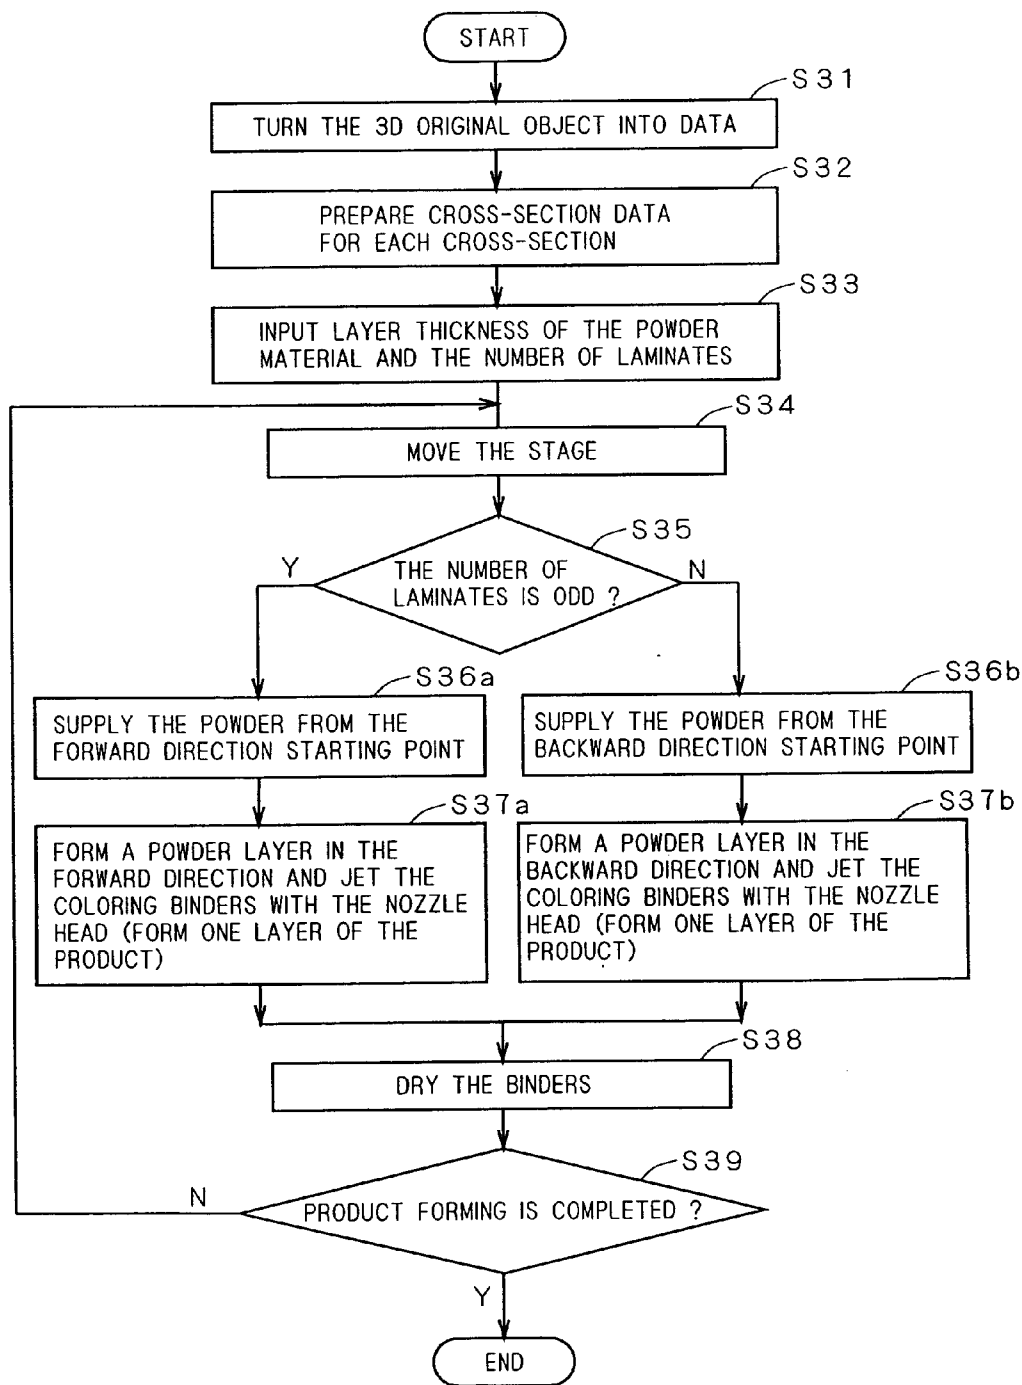 START
S31
TURN THE 3D ORIGINAL OBJECT INTO DATA
S32
PREPARE CROSS-SECTION DATA
FOR EACH CROSS-SECTION
S33
INPUT LAYER THICKNESS OF THE POWDER
MATERIAL AND THE NUMBER OF LAMINATES
S34
MOVE THE STAGE
S35
Y
THE NUMBER OF
LAMINATES IS ODD ?
N
S36a
SUPPLY THE POWDER FROM THE
FORWARD DIRECTION STARTING POINT
S36b
SUPPLY THE POWDER FROM THE
BACKWARD DIRECTION STARTING POINT
S37a
FORM A POWDER LAYER IN THE
FORWARD DIRECTION AND JET THE
COLORING BINDERS WITH THE NOZZLE
HEAD (FORM ONE LAYER OF THE
PRODUCT)
S37b
FORM A POWDER LAYER IN THE
BACKWARD DIRECTION AND JET THE
COLORING BINDERS WITH THE NOZZLE
HEAD (FORM ONE LAYER OF THE
PRODUCT)
S38
DRY THE BINDERS
S39
N
PRODUCT FORMING IS COMPLETED ?
Y
END